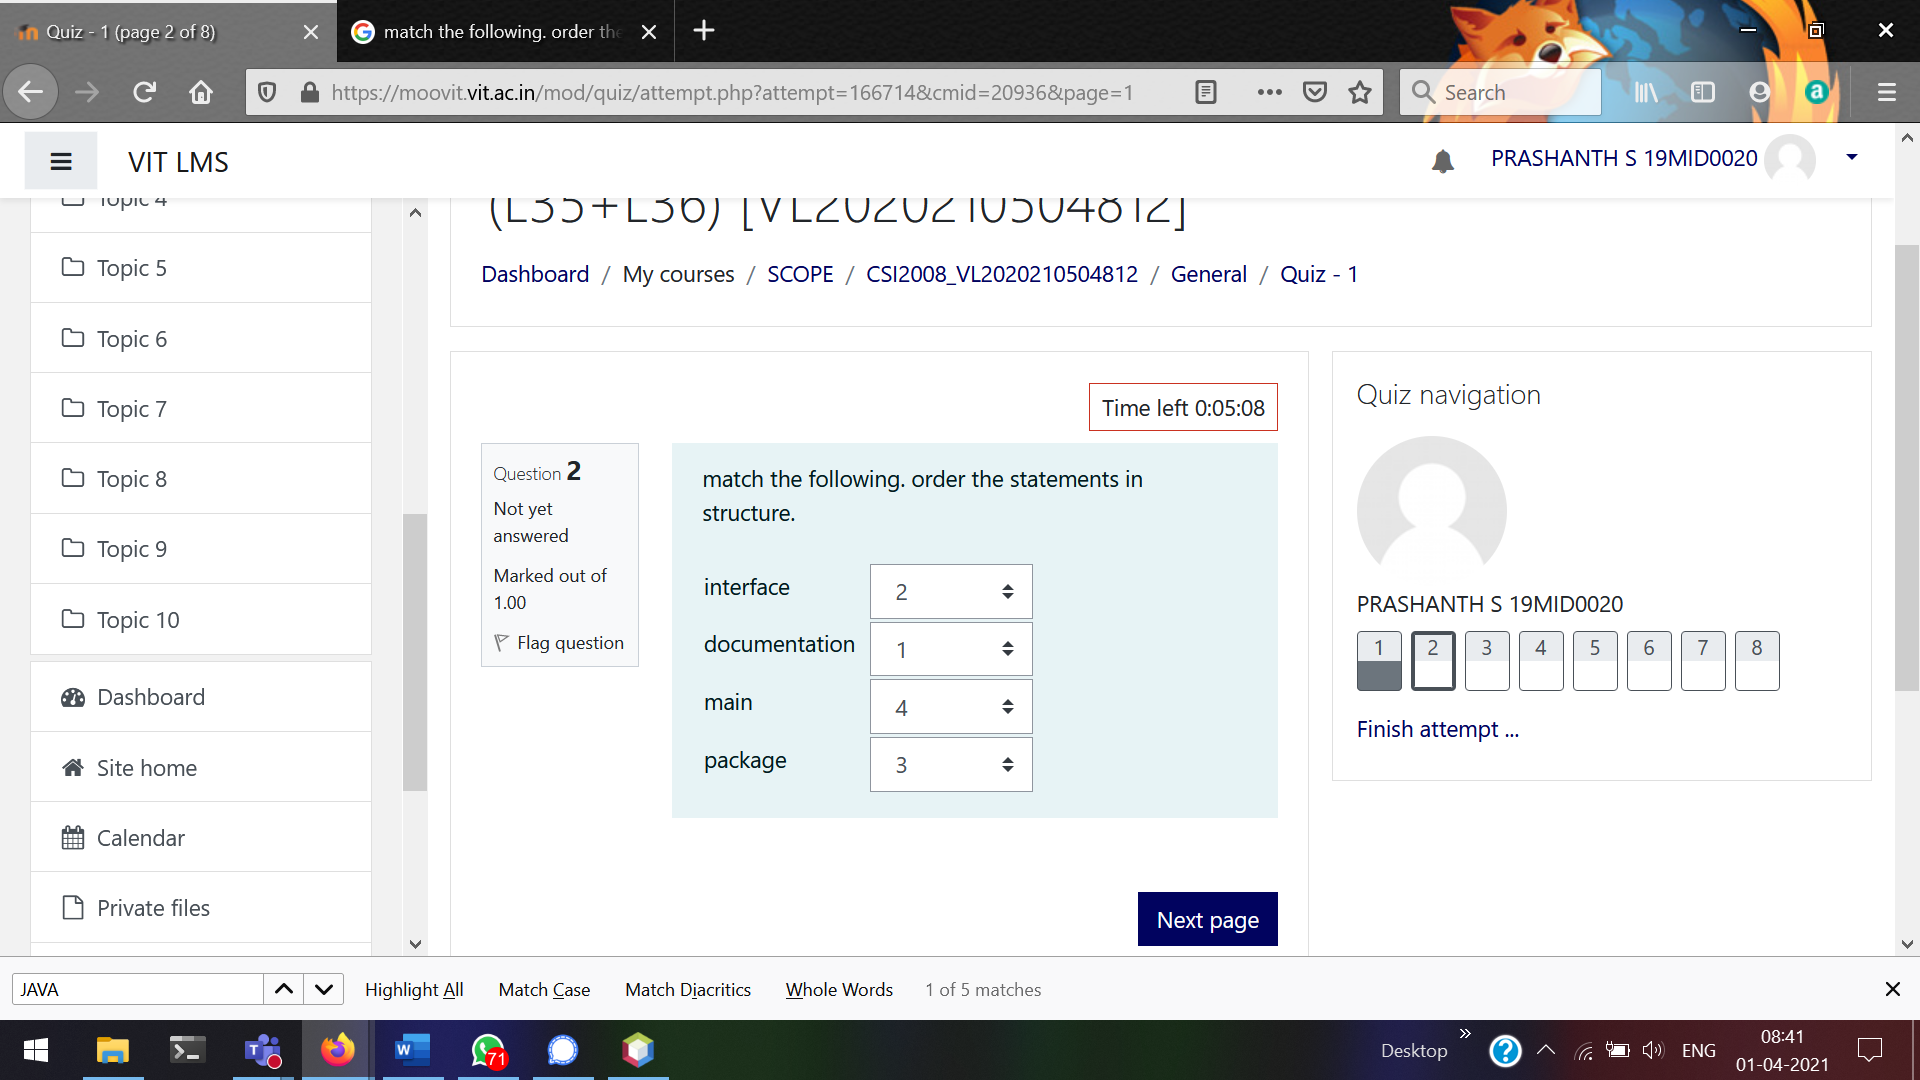 Quiz - 1 (page 2 of 8)
match the following. order the
https://moovit.vit.ac.in/mod/quiz/attempt.php?attempt=166714&cmid=20936&page=1
Search
VIT LMS
PRASHANTH S 19MID0020
Topic 4
Topic 5
Topic 6
Topic 7
Topic 8
Topic 9
Topic 10
Dashboard
Site home
Calendar
Private files
(L35+L36) [VL2020210504812]
Dashboard / My courses / SCOPE / CSI2008_VL2020210504812 / General / Quiz - 1
Time left 0:05:08
Question 2
Not yet
answered
Marked out of
1.00
Flag question
match the following. order the statements in
structure.
interface 2
documentation 1
main 4
package 3
Next page
Quiz navigation
PRASHANTH S 19MID0020
1 2 3 4 5 6 7 8
Finish attempt ...
JAVA
Highlight All Match Case Match Diacritics Whole Words 1 of 5 matches
71
Desktop
ENG
08:41
01-04-2021